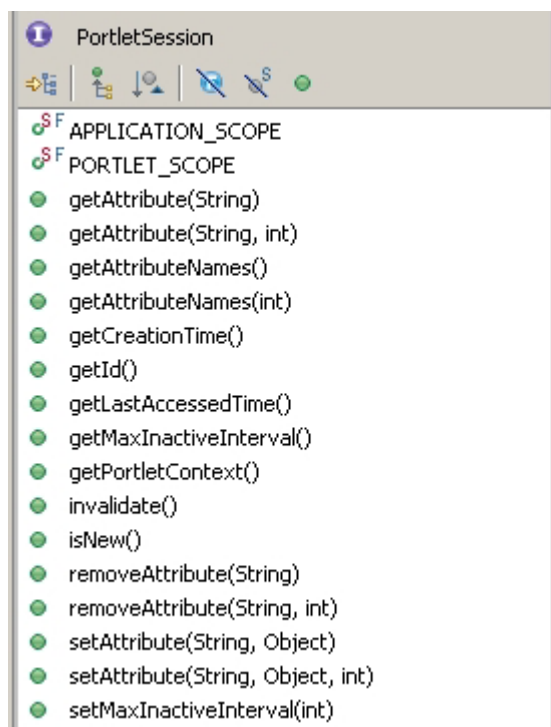 I PortletSession
S
S F APPLICATION_SCOPE
S F PORTLET_SCOPE
getAttribute(String)
getAttribute(String, int)
getAttributeNames()
getAttributeNames(int)
getCreationTime()
getId()
getLastAccessedTime()
getMaxInactiveInterval()
getPortletContext()
invalidate()
isNew()
removeAttribute(String)
removeAttribute(String, int)
setAttribute(String, Object)
setAttribute(String, Object, int)
setMaxInactiveInterval(int)